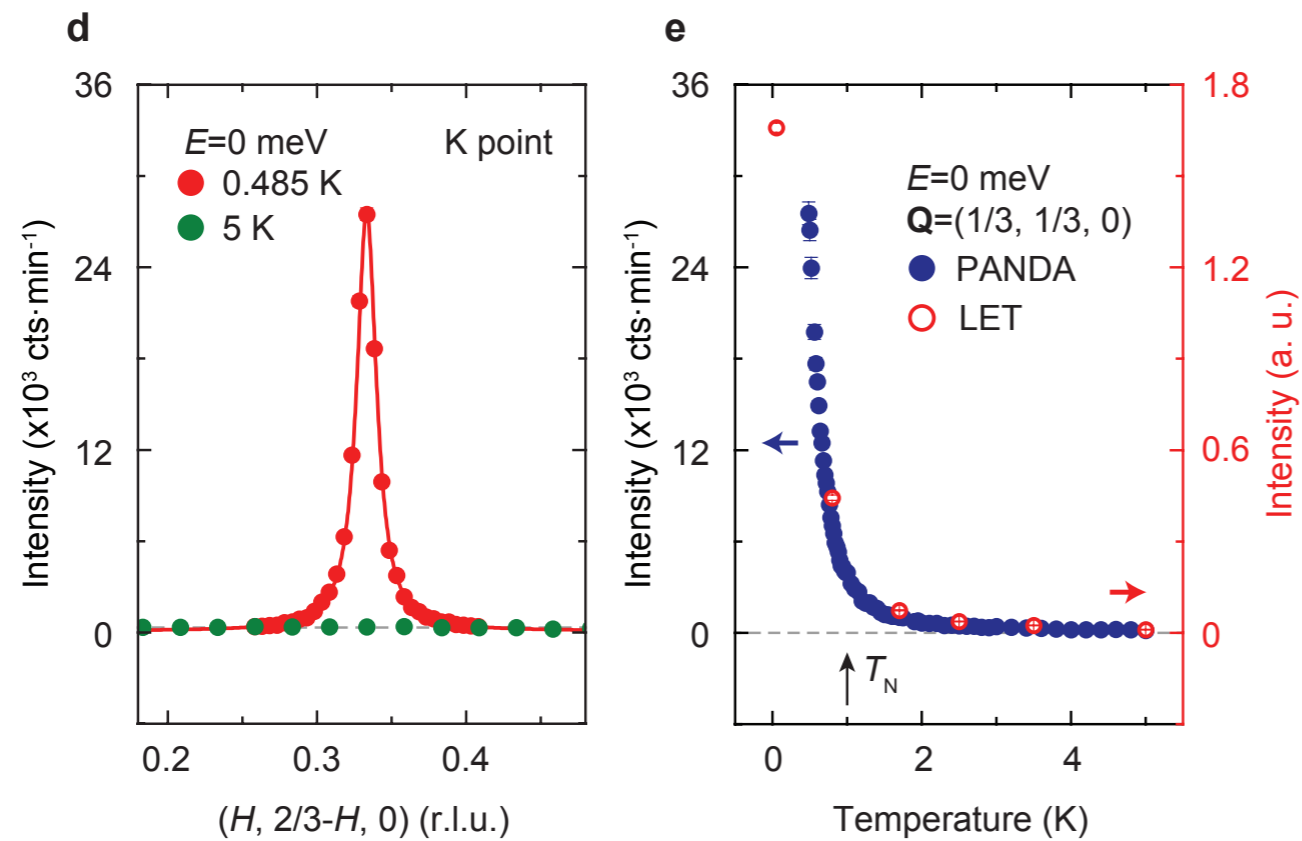 d
36
24
12
0
Intensity (x10³ cts·min⁻¹)
E=0 meV
K point
0.485 K
5 K
0.2
0.3
0.4
(H, 2/3-H, 0) (r.l.u.)
e
36
24
12
0
Intensity (x10³ cts·min⁻¹)
E=0 meV
Q=(1/3, 1/3, 0)
PANDA
LET
T_N
0
2
4
Temperature (K)
1.8
1.2
0.6
0
Intensity (a. u.)